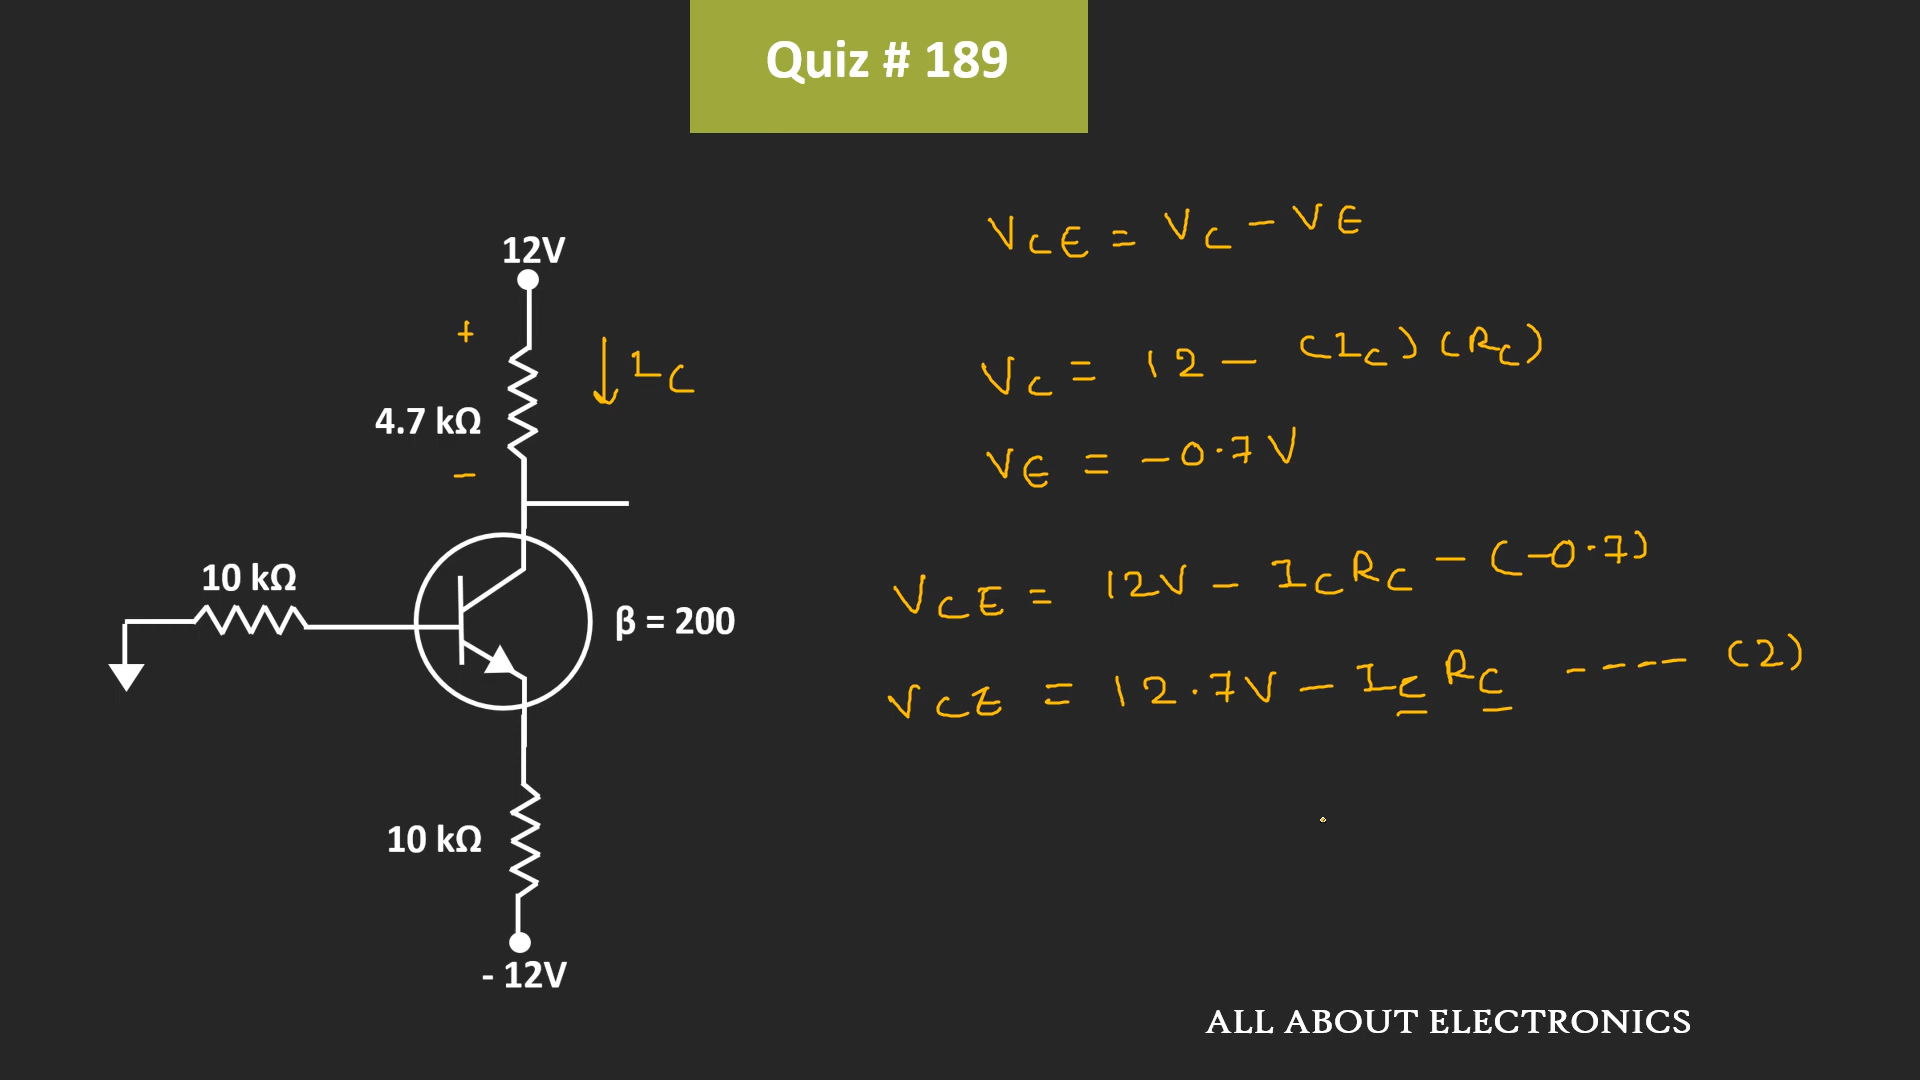 Quiz # 189
12V
+
4.7 kΩ
↓ IC
−
10 kΩ
β = 200
10 kΩ
- 12V
VCE = VC − VE
VC = 12 − (IC) (RC)
VE = −0.7V
VCE = 12V − ICRC − (−0.7)
VCE = 12.7V − ICRC ---- (2)
ALL ABOUT ELECTRONICS